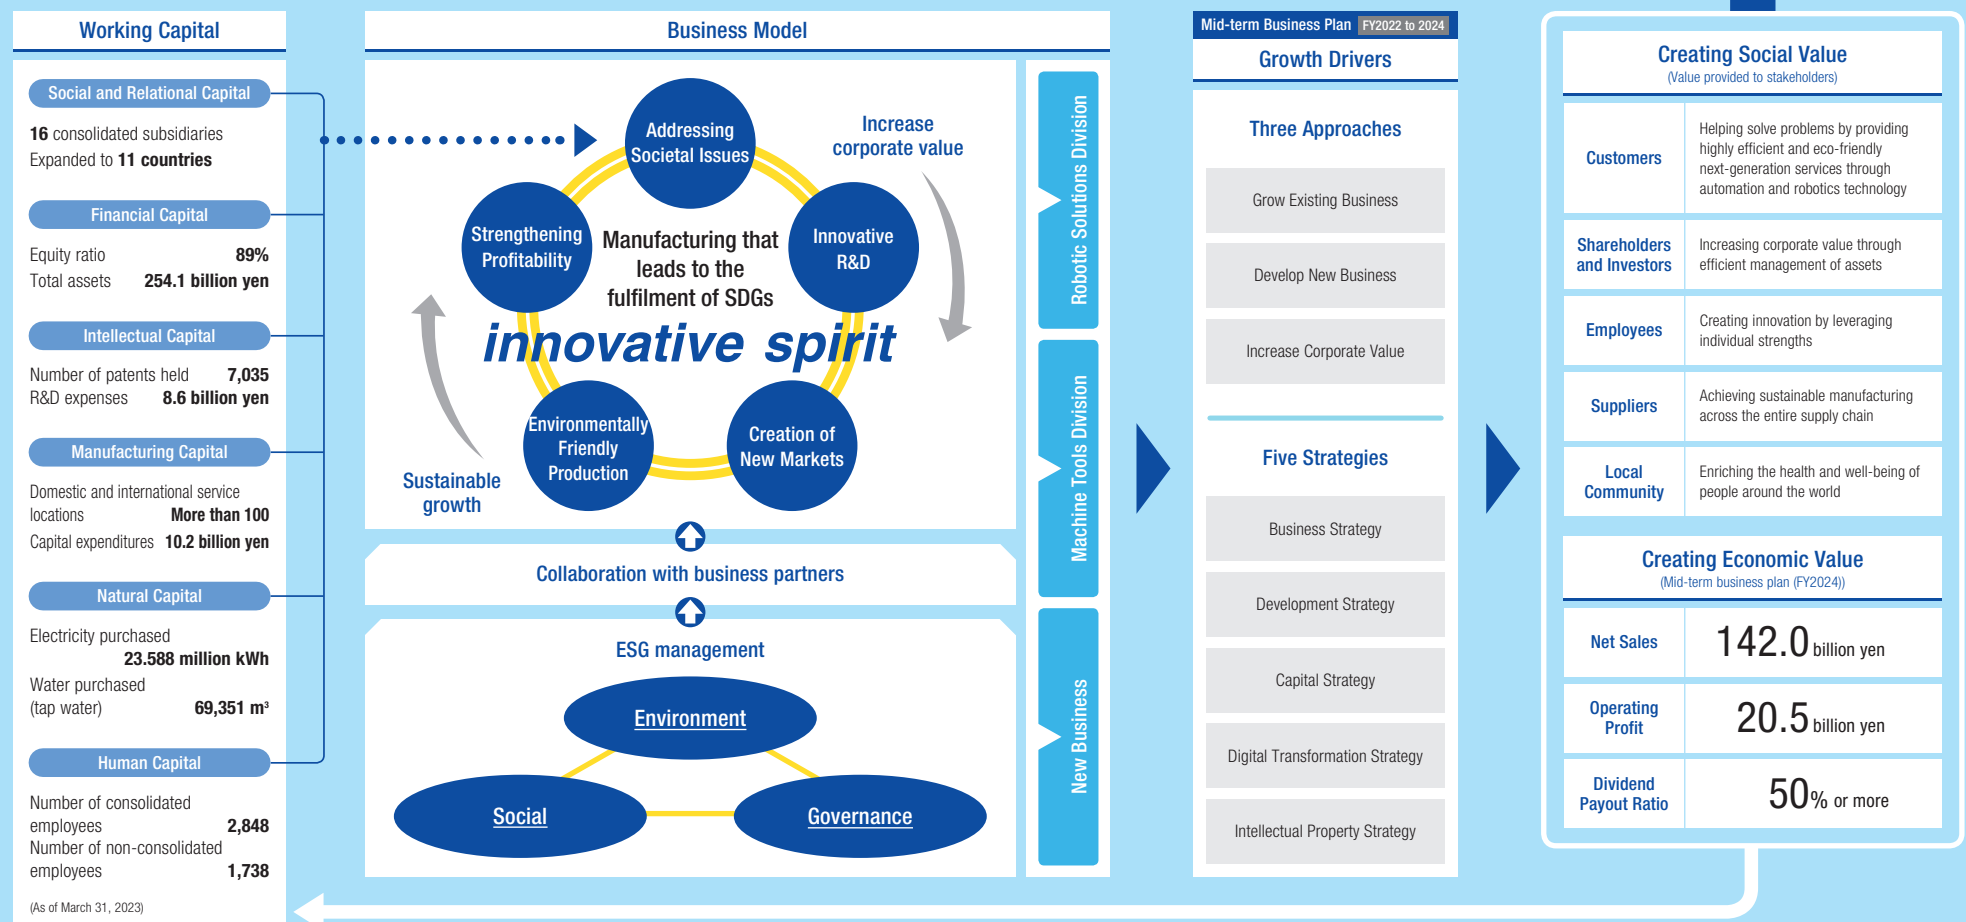 Working Capital
Social and Relational Capital
16 consolidated subsidiaries
Expanded to 11 countries
Financial Capital
Equity ratio 89%
Total assets 254.1 billion yen
Intellectual Capital
Number of patents held 7,035
R&D expenses 8.6 billion yen
Manufacturing Capital
Domestic and international service
locations More than 100
Capital expenditures 10.2 billion yen
Natural Capital
Electricity purchased
23.588 million kWh
Water purchased
(tap water) 69,351 m³
Human Capital
Number of consolidated
employees 2,848
Number of non-consolidated
employees 1,738
(As of March 31, 2023)
Business Model
Addressing
Societal Issues
Increase
corporate value
Strengthening
Profitability
Manufacturing that
leads to the
fulfilment of SDGs
Innovative
R&D
innovative spirit
Environmentally
Friendly
Production
Creation of
New Markets
Sustainable
growth
Collaboration with business partners
ESG management
Environment
Social
Governance
Robotic Solutions Division
Machine Tools Division
New Business
Mid-term Business Plan FY2022 to 2024
Growth Drivers
Three Approaches
Grow Existing Business
Develop New Business
Increase Corporate Value
Five Strategies
Business Strategy
Development Strategy
Capital Strategy
Digital Transformation Strategy
Intellectual Property Strategy
Creating Social Value
(Value provided to stakeholders)
Customers
Helping solve problems by providing
highly efficient and eco-friendly
next-generation services through
automation and robotics technology
Shareholders
and Investors
Increasing corporate value through
efficient management of assets
Employees
Creating innovation by leveraging
individual strengths
Suppliers
Achieving sustainable manufacturing
across the entire supply chain
Local
Community
Enriching the health and well-being of
people around the world
Creating Economic Value
(Mid-term business plan (FY2024))
Net Sales
142.0 billion yen
Operating
Profit
20.5 billion yen
Dividend
Payout Ratio
50% or more